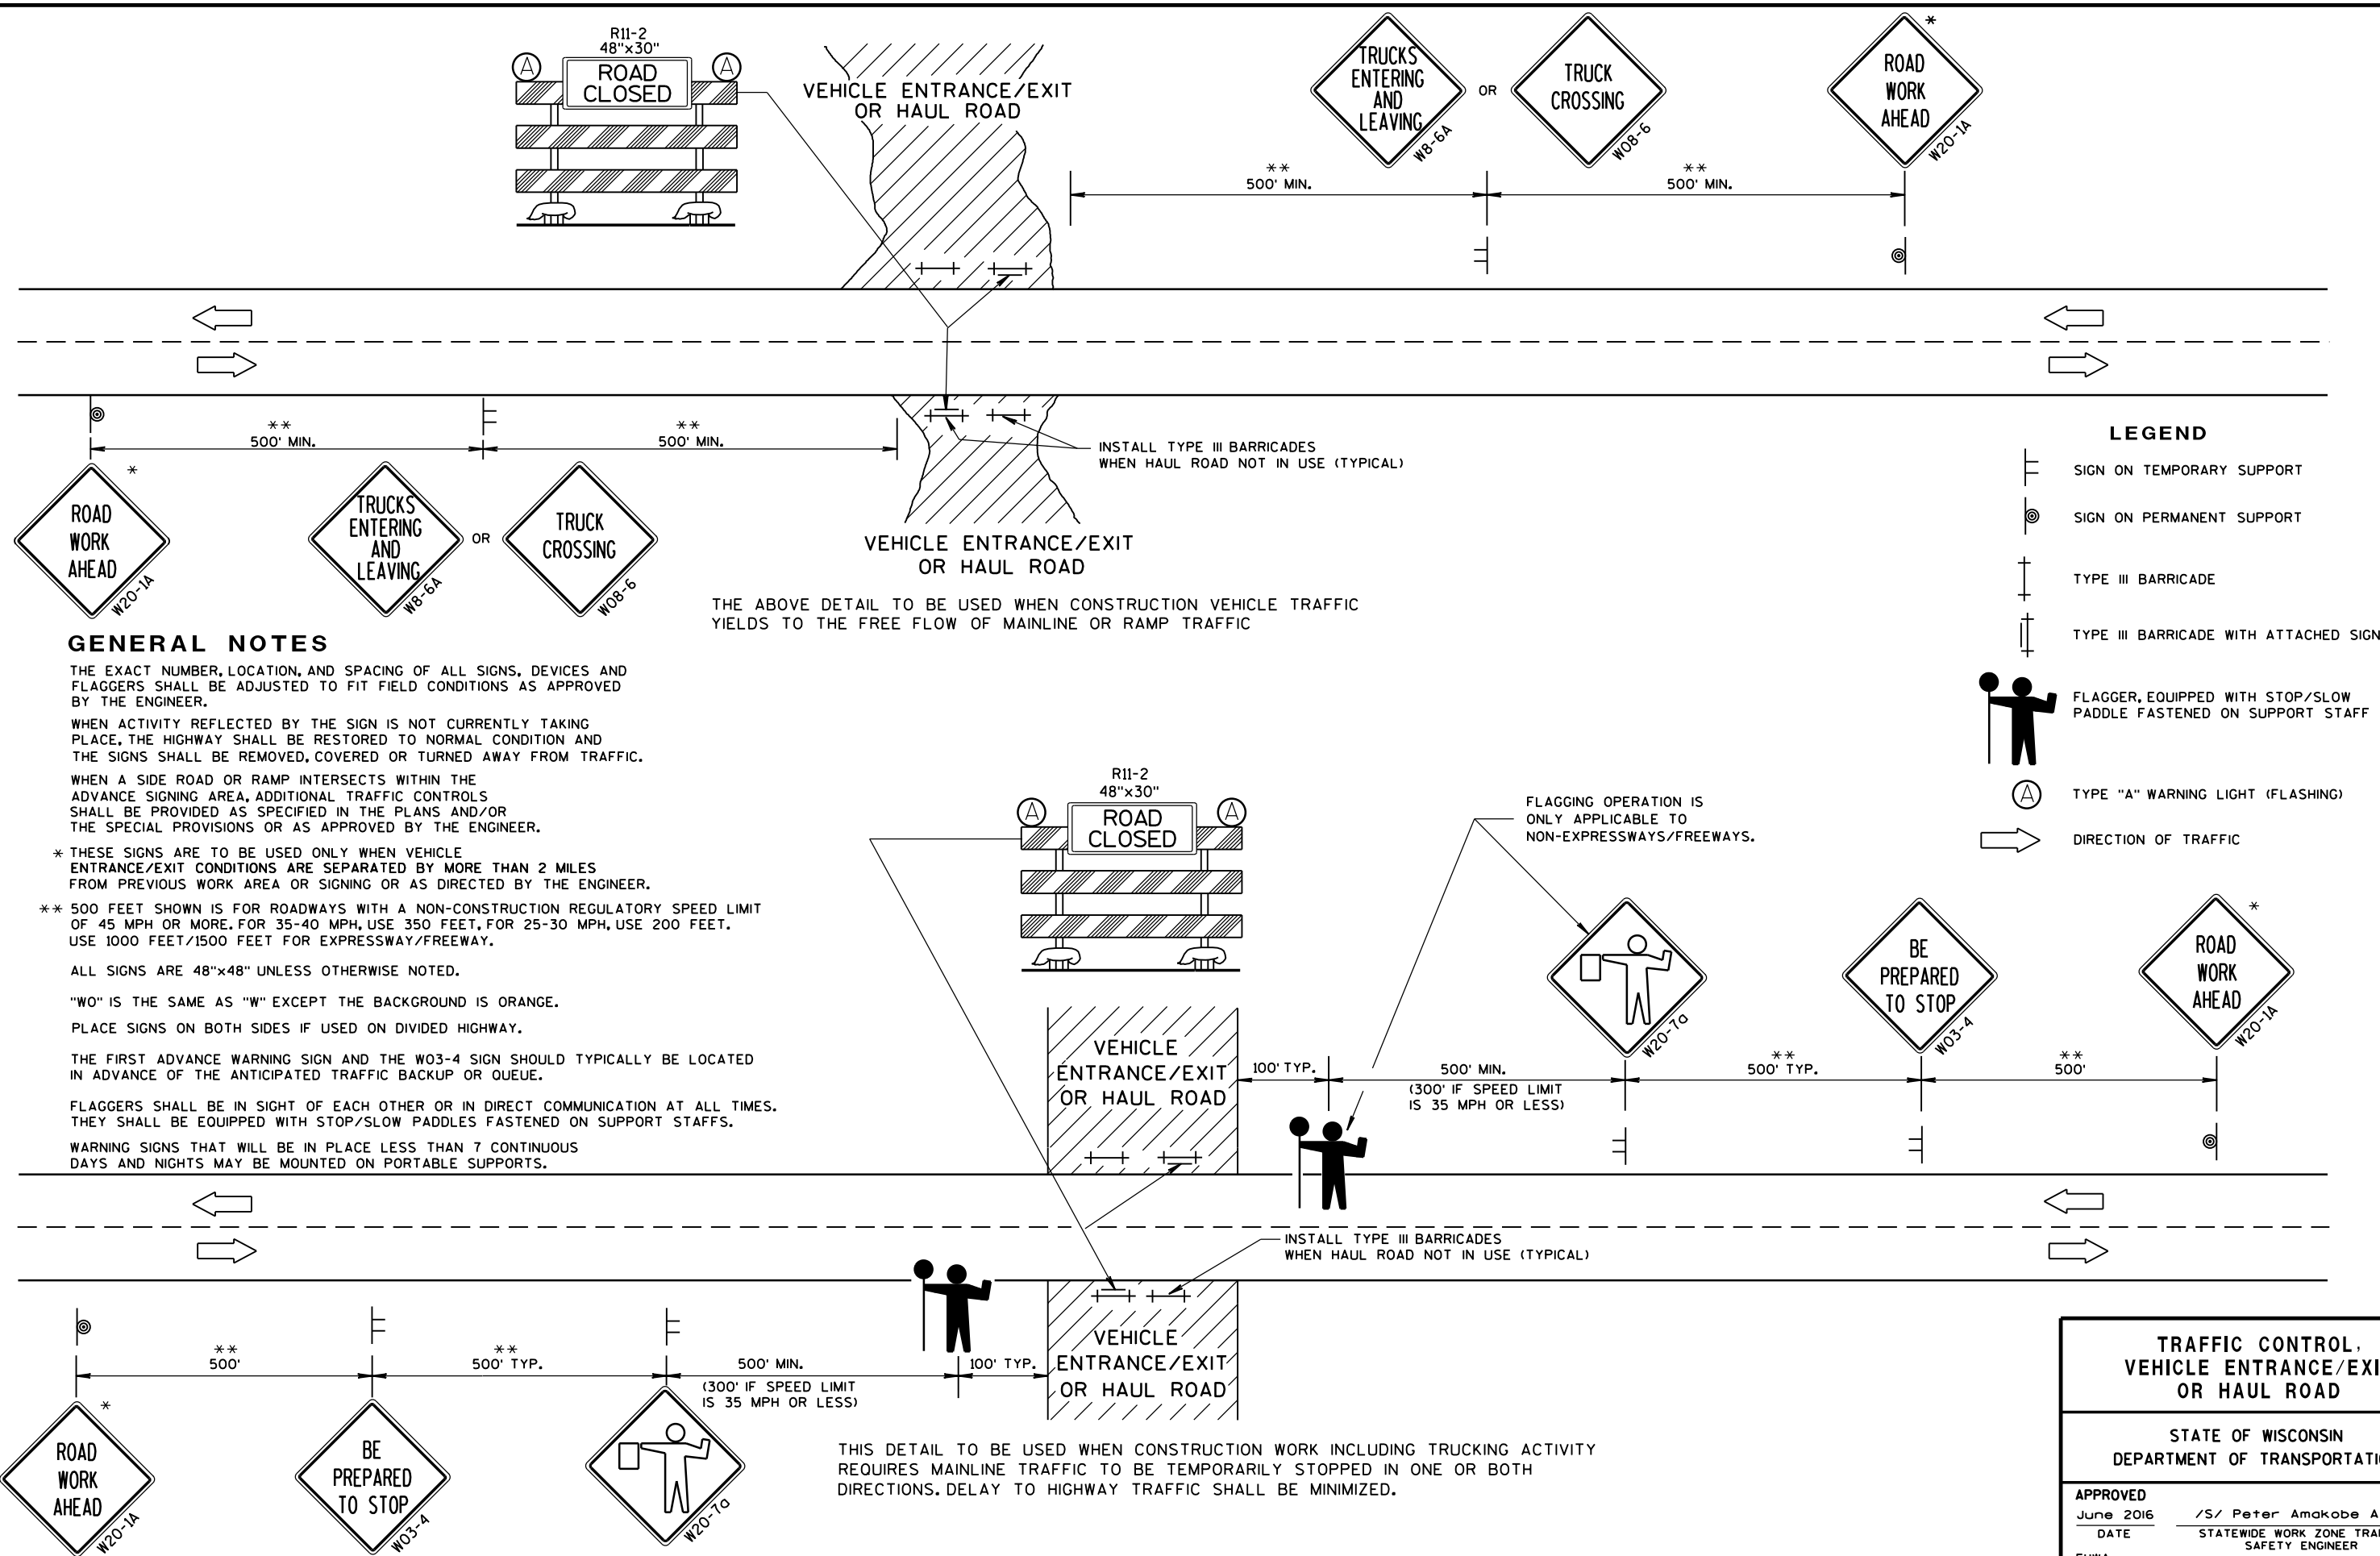 R11-2
48"x30"
A
A
ROAD
CLOSED
VEHICLE ENTRANCE/EXIT
OR HAUL ROAD
TRUCKS
ENTERING
AND
LEAVING
W8-6A
OR
TRUCK
CROSSING
WO8-6
*
ROAD
WORK
AHEAD
W20-1A
**
500' MIN.
**
500' MIN.
**
500' MIN.
**
500' MIN.
INSTALL TYPE III BARRICADES
WHEN HAUL ROAD NOT IN USE (TYPICAL)
*
ROAD
WORK
AHEAD
W20-1A
TRUCKS
ENTERING
AND
LEAVING
W8-6A
OR
TRUCK
CROSSING
WO8-6
VEHICLE ENTRANCE/EXIT
OR HAUL ROAD
THE ABOVE DETAIL TO BE USED WHEN CONSTRUCTION VEHICLE TRAFFIC
YIELDS TO THE FREE FLOW OF MAINLINE OR RAMP TRAFFIC
LEGEND
SIGN ON TEMPORARY SUPPORT
SIGN ON PERMANENT SUPPORT
TYPE III BARRICADE
TYPE III BARRICADE WITH ATTACHED SIGN
FLAGGER, EQUIPPED WITH STOP/SLOW
PADDLE FASTENED ON SUPPORT STAFF
A
TYPE "A" WARNING LIGHT (FLASHING)
DIRECTION OF TRAFFIC
GENERAL NOTES
THE EXACT NUMBER, LOCATION, AND SPACING OF ALL SIGNS, DEVICES AND
FLAGGERS SHALL BE ADJUSTED TO FIT FIELD CONDITIONS AS APPROVED
BY THE ENGINEER.
WHEN ACTIVITY REFLECTED BY THE SIGN IS NOT CURRENTLY TAKING
PLACE, THE HIGHWAY SHALL BE RESTORED TO NORMAL CONDITION AND
THE SIGNS SHALL BE REMOVED, COVERED OR TURNED AWAY FROM TRAFFIC.
WHEN A SIDE ROAD OR RAMP INTERSECTS WITHIN THE
ADVANCE SIGNING AREA, ADDITIONAL TRAFFIC CONTROLS
SHALL BE PROVIDED AS SPECIFIED IN THE PLANS AND/OR
THE SPECIAL PROVISIONS OR AS APPROVED BY THE ENGINEER.
* THESE SIGNS ARE TO BE USED ONLY WHEN VEHICLE
ENTRANCE/EXIT CONDITIONS ARE SEPARATED BY MORE THAN 2 MILES
FROM PREVIOUS WORK AREA OR SIGNING OR AS DIRECTED BY THE ENGINEER.
** 500 FEET SHOWN IS FOR ROADWAYS WITH A NON-CONSTRUCTION REGULATORY SPEED LIMIT
OF 45 MPH OR MORE. FOR 35-40 MPH, USE 350 FEET, FOR 25-30 MPH, USE 200 FEET.
USE 1000 FEET/1500 FEET FOR EXPRESSWAY/FREEWAY.
ALL SIGNS ARE 48"x48" UNLESS OTHERWISE NOTED.
"WO" IS THE SAME AS "W" EXCEPT THE BACKGROUND IS ORANGE.
PLACE SIGNS ON BOTH SIDES IF USED ON DIVIDED HIGHWAY.
THE FIRST ADVANCE WARNING SIGN AND THE WO3-4 SIGN SHOULD TYPICALLY BE LOCATED
IN ADVANCE OF THE ANTICIPATED TRAFFIC BACKUP OR QUEUE.
FLAGGERS SHALL BE IN SIGHT OF EACH OTHER OR IN DIRECT COMMUNICATION AT ALL TIMES.
THEY SHALL BE EQUIPPED WITH STOP/SLOW PADDLES FASTENED ON SUPPORT STAFFS.
WARNING SIGNS THAT WILL BE IN PLACE LESS THAN 7 CONTINUOUS
DAYS AND NIGHTS MAY BE MOUNTED ON PORTABLE SUPPORTS.
R11-2
48"x30"
A
A
ROAD
CLOSED
FLAGGING OPERATION IS
ONLY APPLICABLE TO
NON-EXPRESSWAYS/FREEWAYS.
W20-7a
BE
PREPARED
TO STOP
WO3-4
*
ROAD
WORK
AHEAD
W20-1A
VEHICLE
ENTRANCE/EXIT
OR HAUL ROAD
100' TYP.
500' MIN.
(300' IF SPEED LIMIT
IS 35 MPH OR LESS)
**
500' TYP.
**
500'
INSTALL TYPE III BARRICADES
WHEN HAUL ROAD NOT IN USE (TYPICAL)
**
500'
**
500' TYP.
500' MIN.
(300' IF SPEED LIMIT
IS 35 MPH OR LESS)
100' TYP.
VEHICLE
ENTRANCE/EXIT
OR HAUL ROAD
*
ROAD
WORK
AHEAD
W20-1A
BE
PREPARED
TO STOP
WO3-4
W20-7a
THIS DETAIL TO BE USED WHEN CONSTRUCTION WORK INCLUDING TRUCKING ACTIVITY
REQUIRES MAINLINE TRAFFIC TO BE TEMPORARILY STOPPED IN ONE OR BOTH
DIRECTIONS. DELAY TO HIGHWAY TRAFFIC SHALL BE MINIMIZED.
TRAFFIC CONTROL,
VEHICLE ENTRANCE/EXI
OR HAUL ROAD
STATE OF WISCONSIN
DEPARTMENT OF TRANSPORTATI
APPROVED
June 2016 /S/ Peter Amakobe A
DATE STATEWIDE WORK ZONE TRA
SAFETY ENGINEER